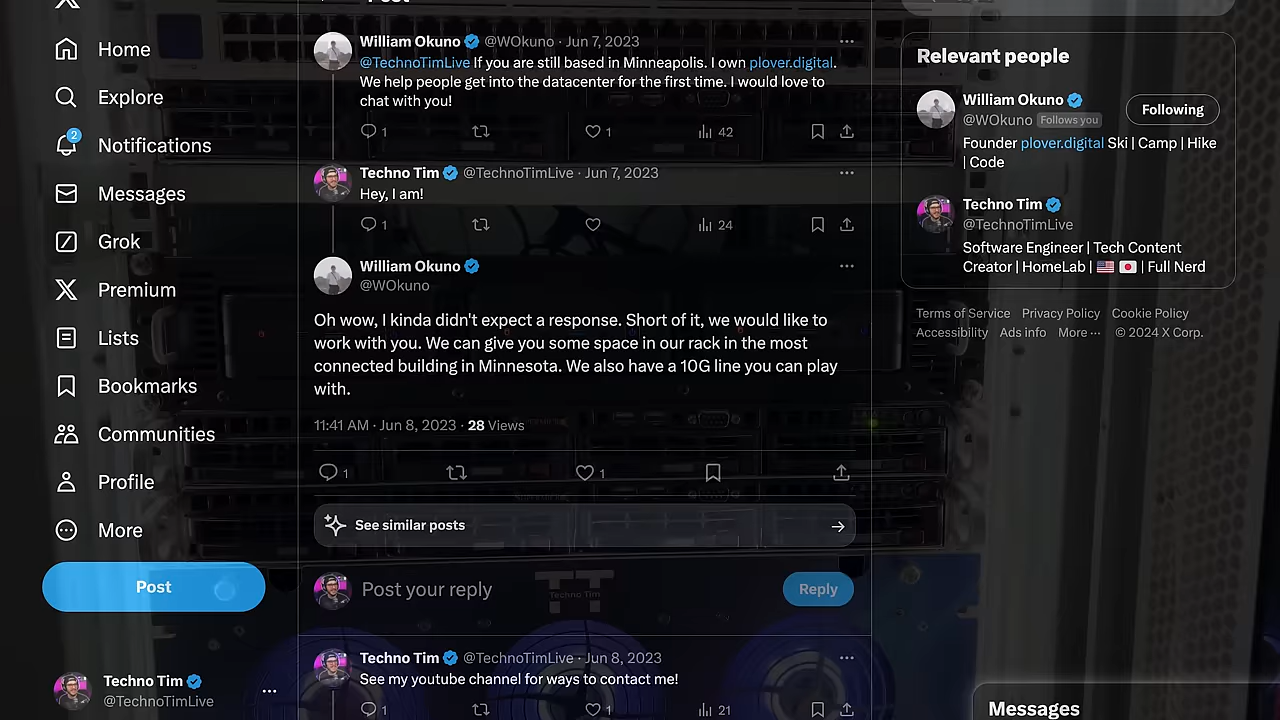 Home
Explore
2
Notifications
Messages
Grok
Premium
Lists
Bookmarks
Communities
Profile
More
Post
Techno Tim
@TechnoTimLive
William Okuno @WOkuno · Jun 7, 2023
@TechnoTimLive If you are still based in Minneapolis. I own plover.digital.
We help people get into the datacenter for the first time. I would love to
chat with you!
1 1 42
Techno Tim @TechnoTimLive · Jun 7, 2023
Hey, I am!
1 24
William Okuno
@WOkuno
Oh wow, I kinda didn't expect a response. Short of it, we would like to
work with you. We can give you some space in our rack in the most
connected building in Minnesota. We also have a 10G line you can play
with.
11:41 AM · Jun 8, 2023 · 28 Views
1 1
See similar posts
Post your reply
Reply
Techno Tim
Techno Tim @TechnoTimLive · Jun 8, 2023
See my youtube channel for ways to contact me!
1 1 21
Relevant people
William Okuno
@WOkuno Follows you
Following
Founder plover.digital Ski | Camp | Hike
| Code
Techno Tim
@TechnoTimLive
Software Engineer | Tech Content
Creator | HomeLab | 🇺🇸 🇯🇵 | Full Nerd
Terms of Service Privacy Policy Cookie Policy
Accessibility Ads info More ··· © 2024 X Corp.
Messages